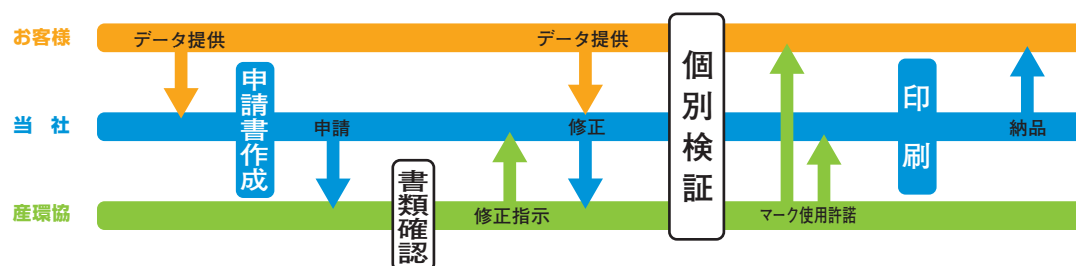 お客様
データ提供
データ提供
個別検証
申請書作成
印刷
当 社
申請
修正
納品
産環協
書類確認
修正指示
マーク使用許諾